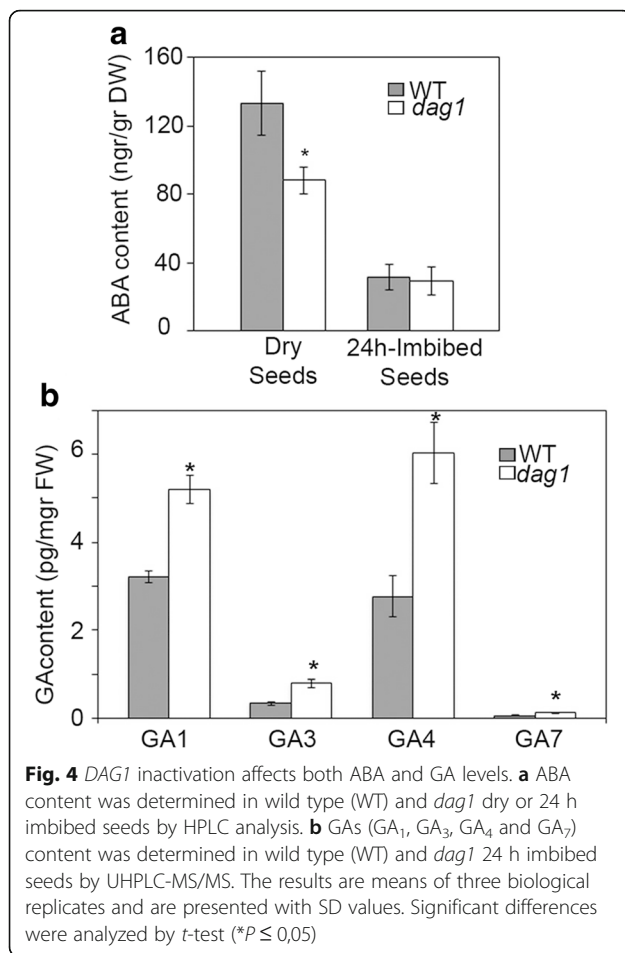 a
160
120
80
40
0
ABA content (ngr/gr DW)
WT
dag1
*
Dry
Seeds
24h-Imbibed
Seeds
b
6
4
2
0
GAcontent (pg/mgr FW)
WT
dag1
*
*
*
*
GA1
GA3
GA4
GA7
Fig. 4 DAG1 inactivation affects both ABA and GA levels. a ABA
content was determined in wild type (WT) and dag1 dry or 24 h
imbibed seeds by HPLC analysis. b GAs (GA₁, GA₃, GA₄ and GA₇)
content was determined in wild type (WT) and dag1 24 h imbibed
seeds by UHPLC-MS/MS. The results are means of three biological
replicates and are presented with SD values. Significant differences
were analyzed by t-test (*P ≤ 0,05)